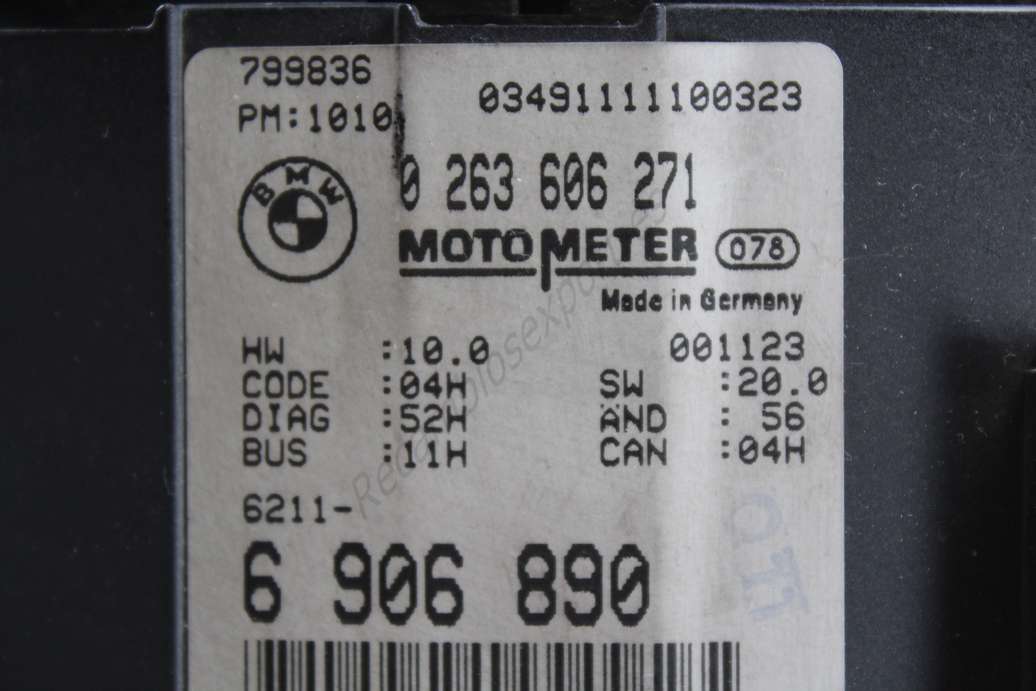 799836
03491111100323
PM:1010
0 263 606 271
BMW
MOTOMETER 078
Made in Germany
HW :10.0 001123
CODE :04H SW :20.0
DIAG :52H ÄND : 56
BUS :11H CAN :04H
6211-
6 906 890